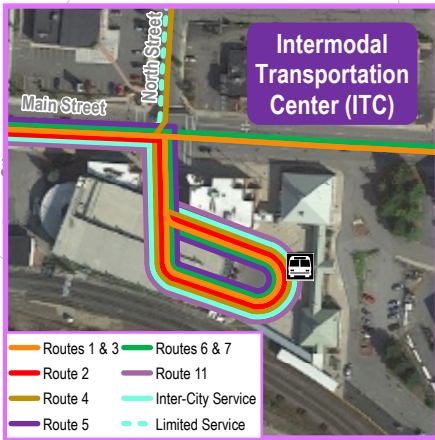 Intermodal
Transportation
Center (ITC)
North Street
Main Street
Routes 1 & 3
Routes 6 & 7
Route 2
Route 11
Route 4
Inter-City Service
Route 5
Limited Service